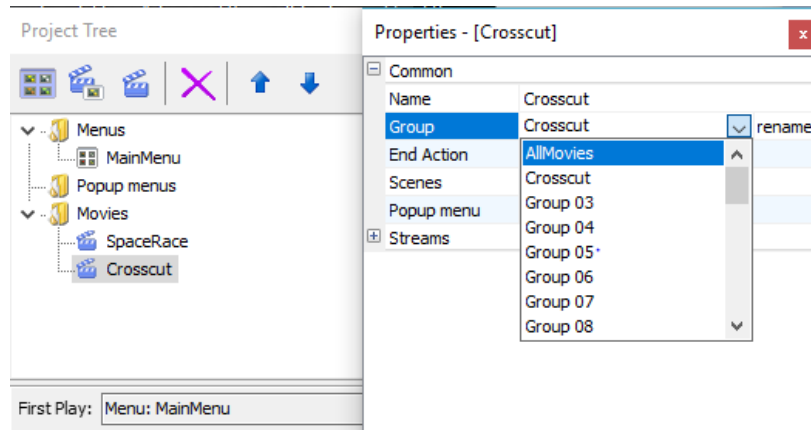 Project Tree
Menus
MainMenu
Popup menus
Movies
SpaceRace
Crosscut
First Play: Menu: MainMenu
Properties - [Crosscut]
x
Common
Name Crosscut
Group Crosscut rename
End Action
Scenes
Popup menu
Streams
AllMovies
Crosscut
Group 03
Group 04
Group 05
Group 06
Group 07
Group 08